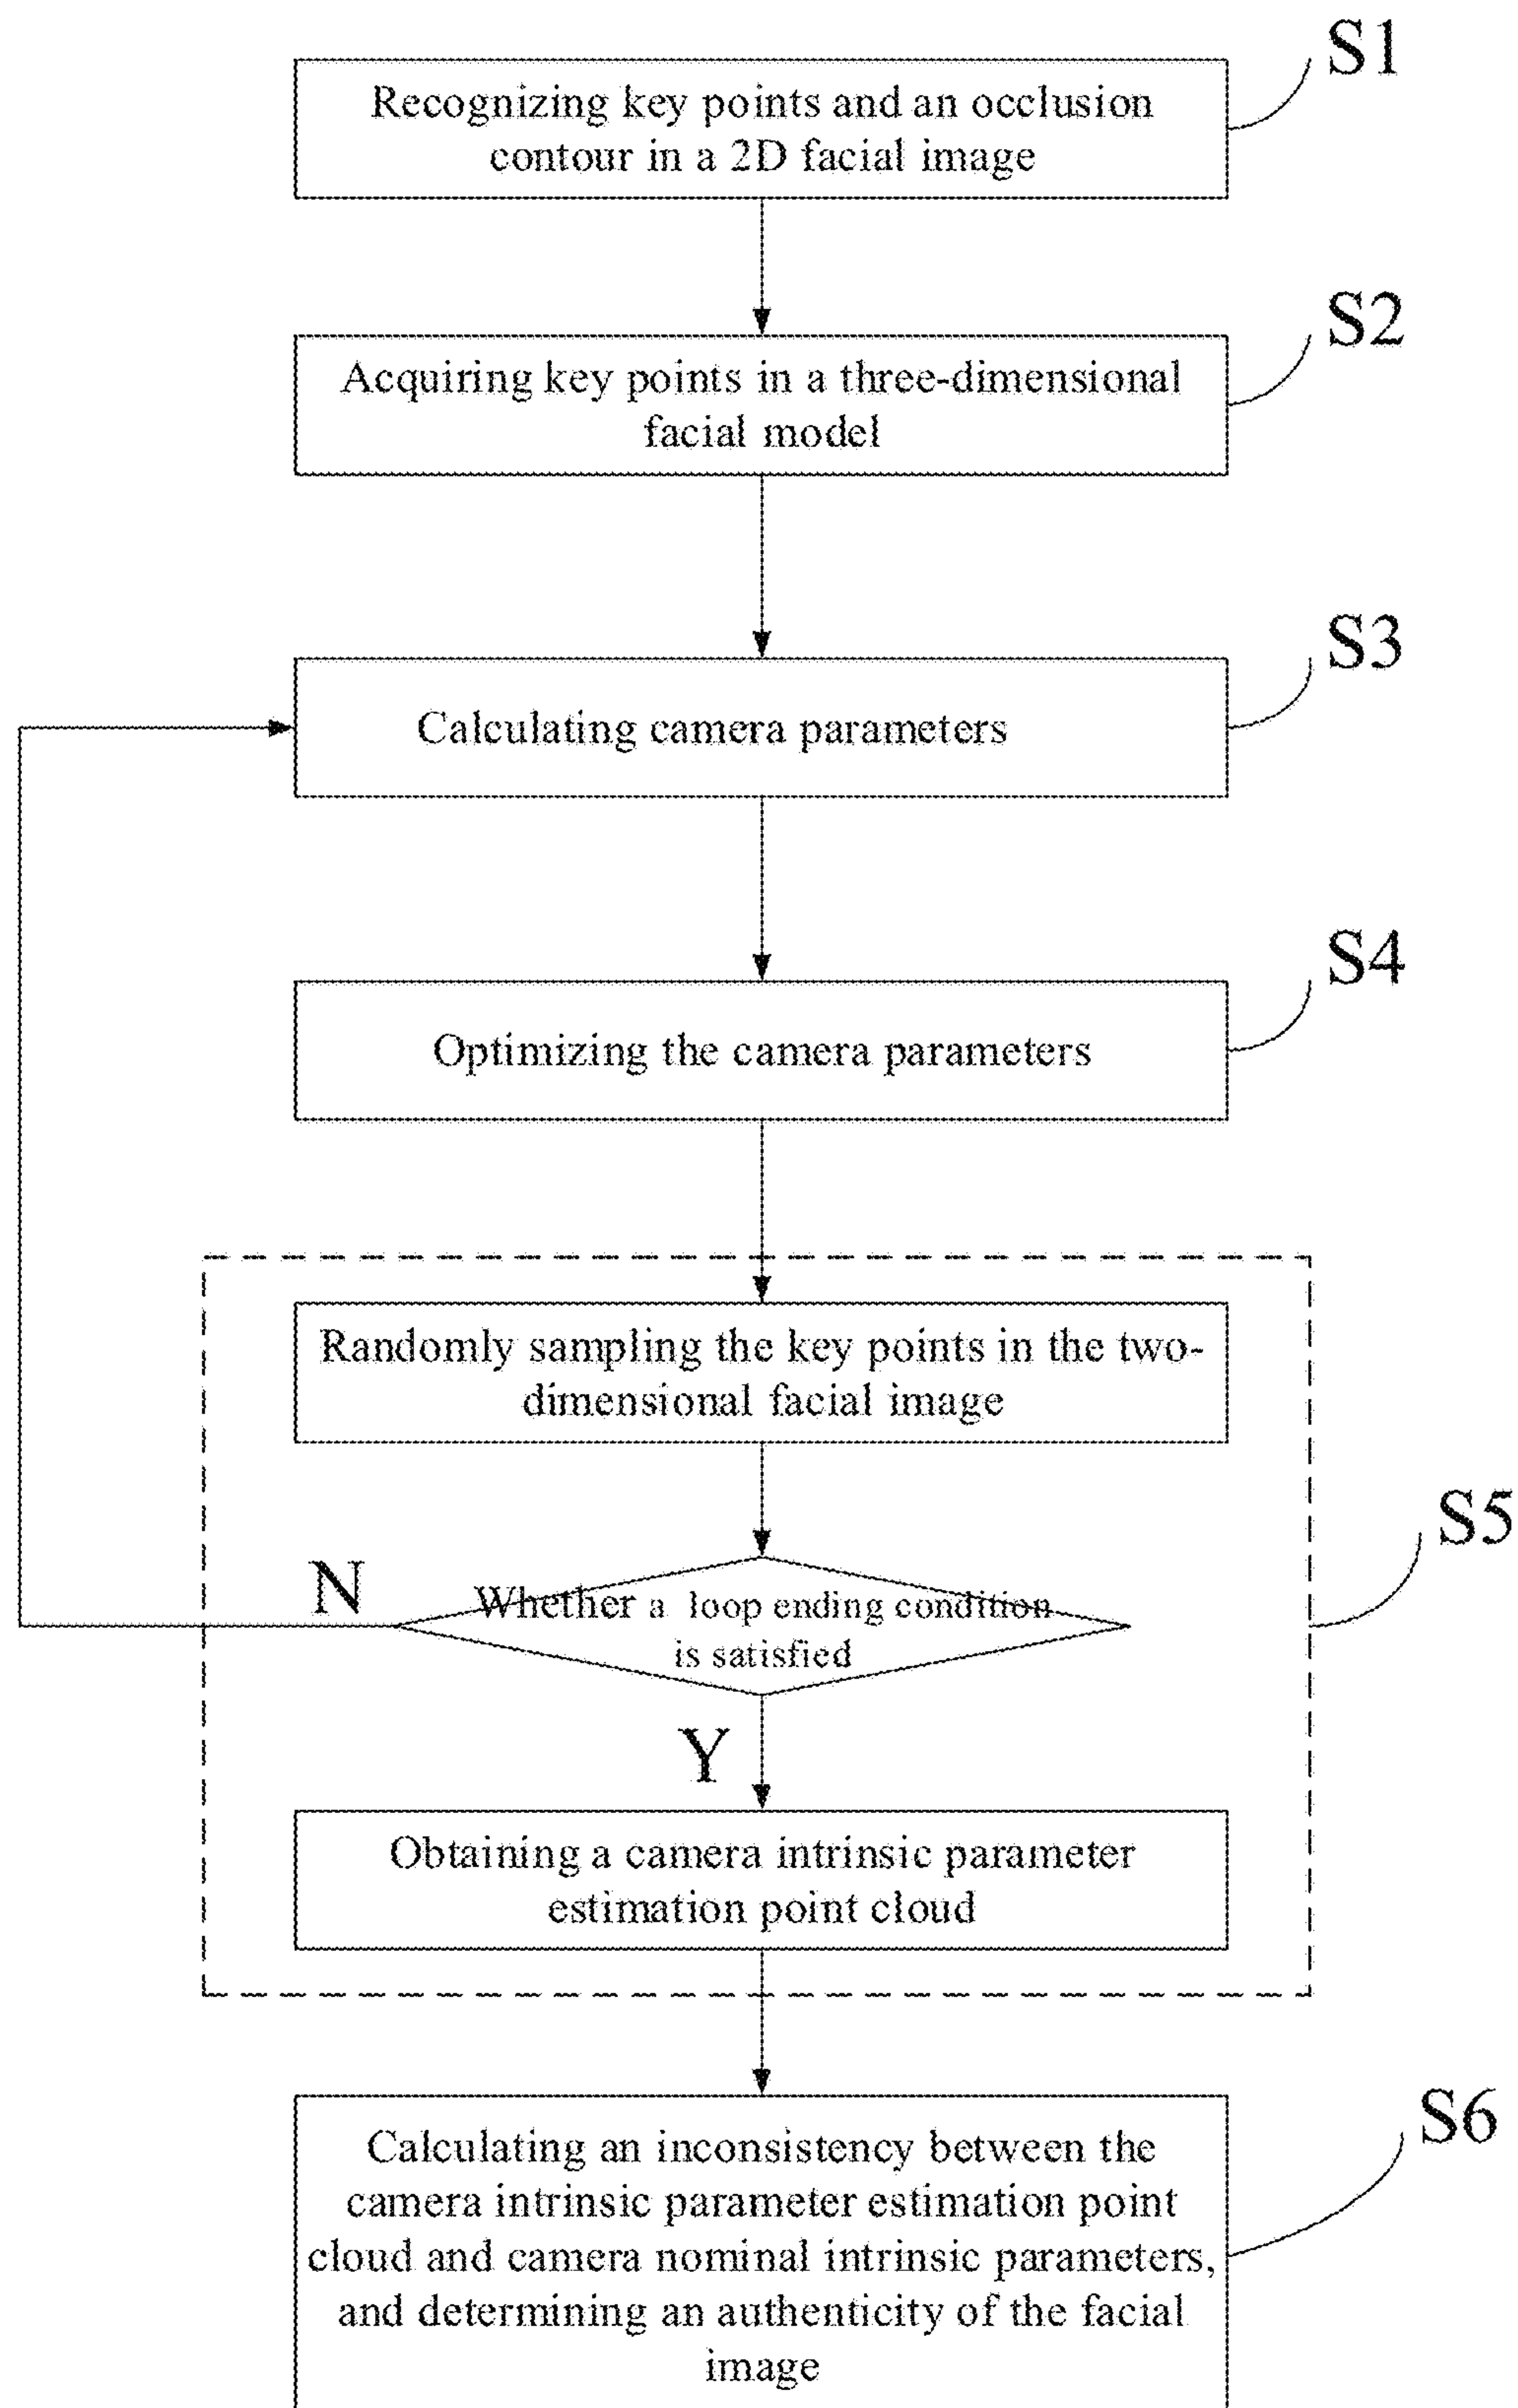 S1
Recognizing key points and an occlusion
contour in a 2D facial image
S2
Acquiring key points in a three-dimensional
facial model
S3
Calculating camera parameters
S4
Optimizing the camera parameters
Randomly sampling the key points in the two-
dimensional facial image
S5
N
Whether a loop ending condition
is satisfied
Y
Obtaining a camera intrinsic parameter
estimation point cloud
S6
Calculating an inconsistency between the
camera intrinsic parameter estimation point
cloud and camera nominal intrinsic parameters,
and determining an authenticity of the facial
image